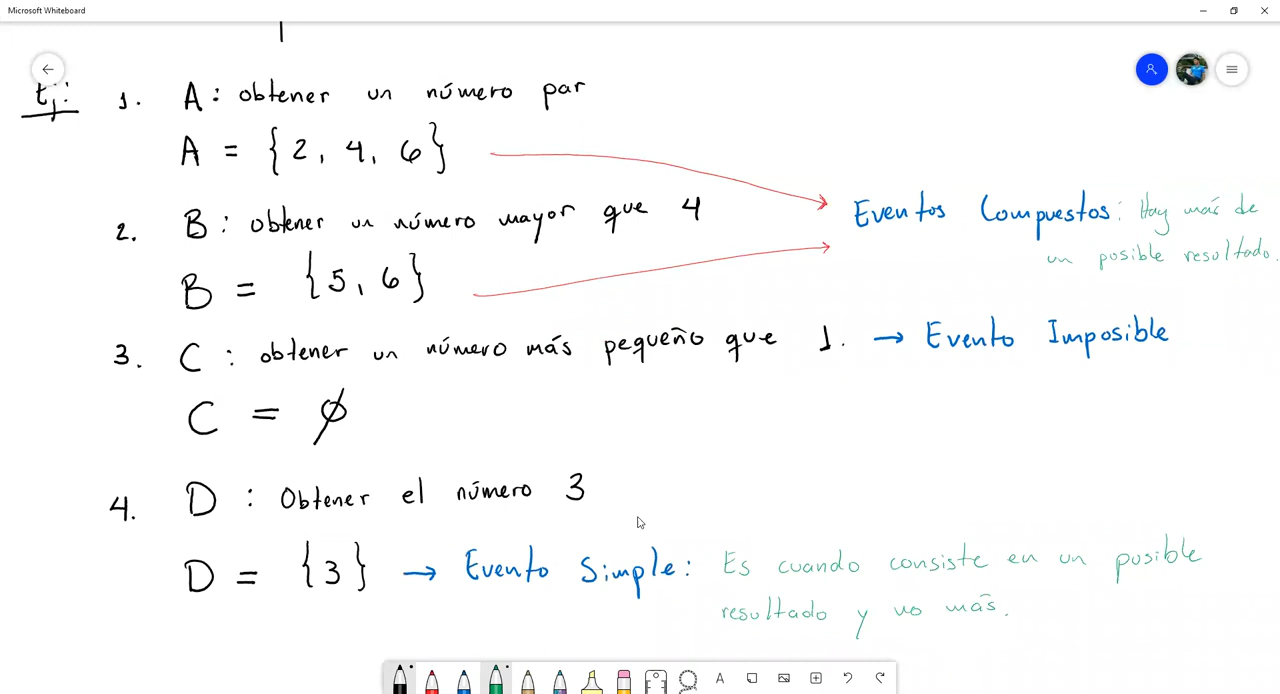 Microsoft Whiteboard
Ej:
1. A: obtener un número par
A = {2, 4, 6}
2. B: obtener un número mayor que 4
B = {5, 6}
Eventos Compuestos: Hay más de
un posible resultado.
3. C: obtener un número más pequeño que 1. → Evento Imposible
C = ∅
4. D: Obtener el número 3
D = {3} → Evento Simple: Es cuando consiste en un posible
resultado y no más.
A